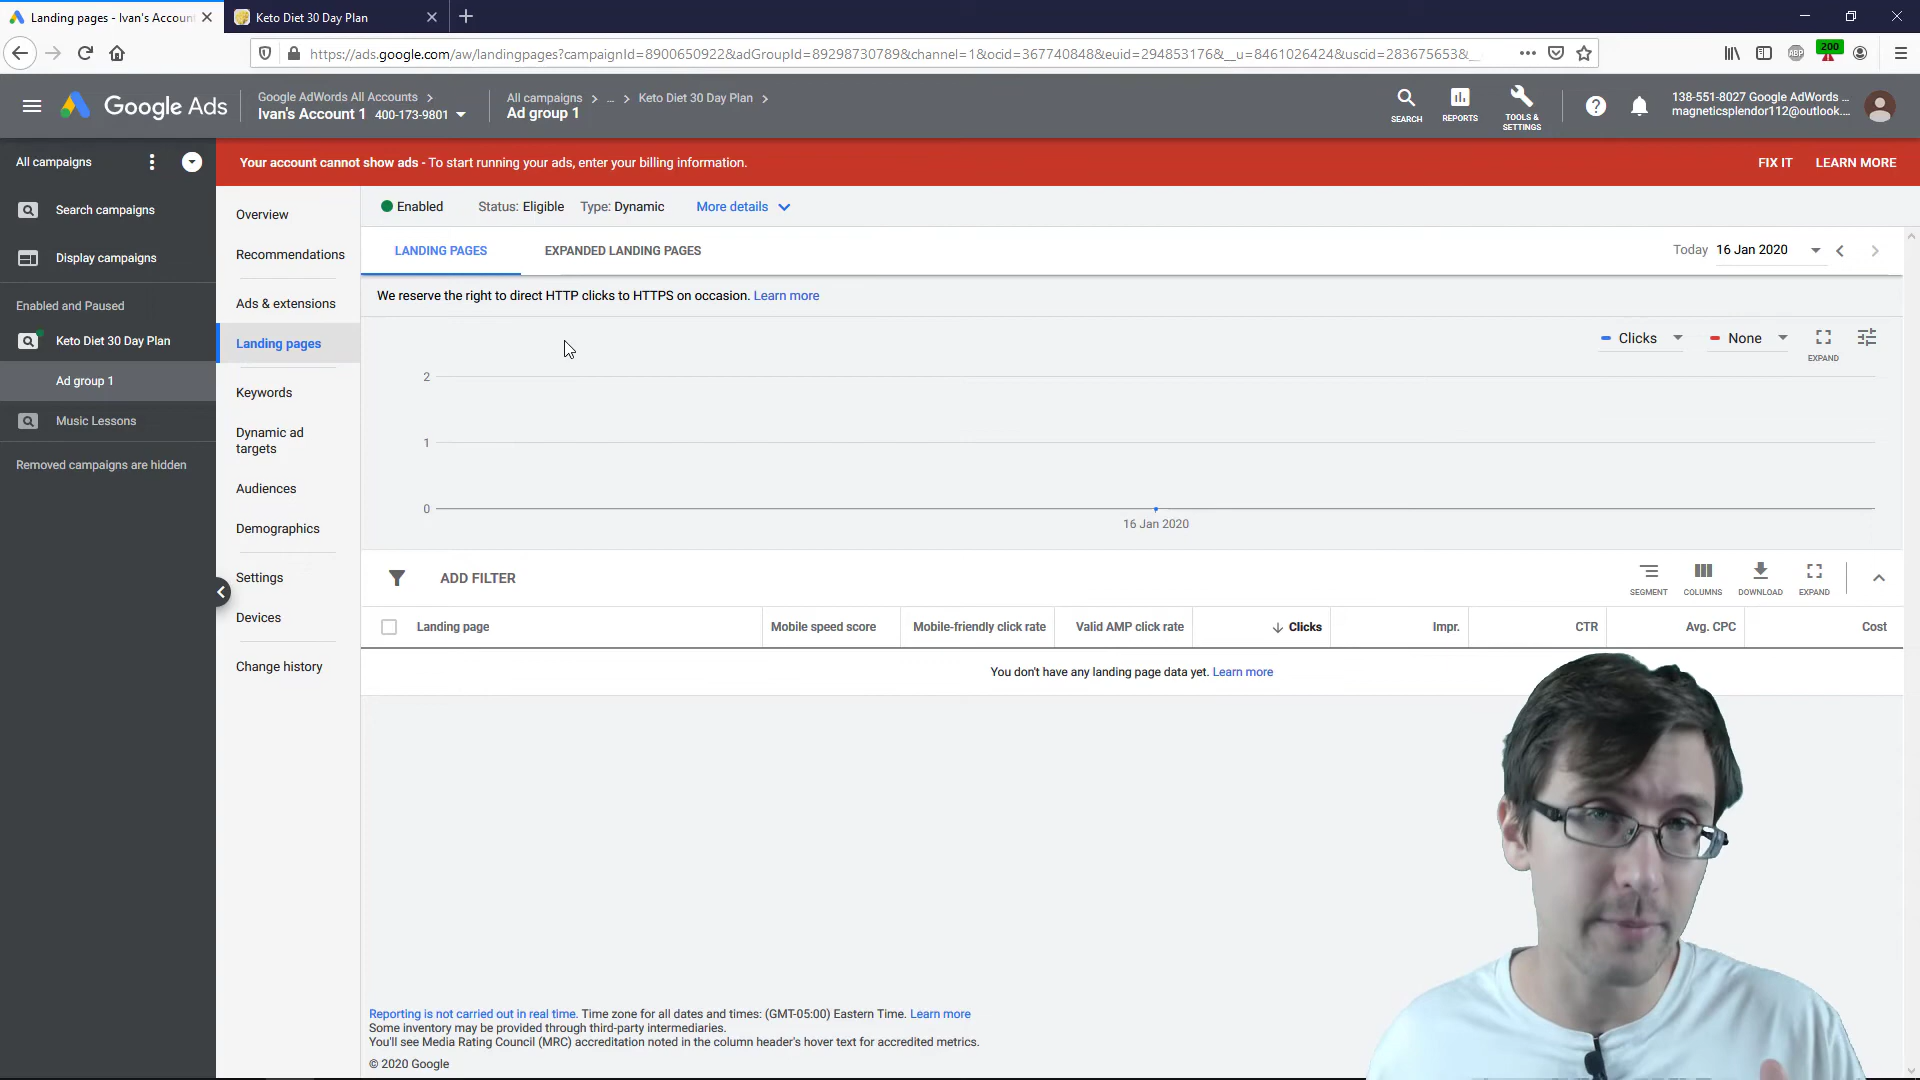 Landing pages - Ivan's Account
Keto Diet 30 Day Plan
https://ads.google.com/aw/landingpages?campaignId=8900650922&adGroupId=89298730789&channel=1&ocid=367740848&euid=294853176&__u=8461026424&uscid=283675653&_
ABP
200
Google Ads
Google AdWords All Accounts
Ivan's Account 1 400-173-9801
All campaigns > ... > Keto Diet 30 Day Plan >
Ad group 1
SEARCH
REPORTS
TOOLS &
SETTINGS
138-551-8027 Google AdWords ...
magneticsplendor112@outlook....
All campaigns
Your account cannot show ads - To start running your ads, enter your billing information.
FIX IT
LEARN MORE
Search campaigns
Display campaigns
Enabled and Paused
Keto Diet 30 Day Plan
Ad group 1
Music Lessons
Removed campaigns are hidden
Overview
Recommendations
Ads & extensions
Landing pages
Keywords
Dynamic ad
targets
Audiences
Demographics
Settings
Devices
Change history
Enabled Status: Eligible Type: Dynamic More details
LANDING PAGES
EXPANDED LANDING PAGES
Today 16 Jan 2020
We reserve the right to direct HTTP clicks to HTTPS on occasion. Learn more
Clicks
None
EXPAND
2
1
0
16 Jan 2020
ADD FILTER
SEGMENT
COLUMNS
DOWNLOAD
EXPAND
Landing page
Mobile speed score
Mobile-friendly click rate
Valid AMP click rate
Clicks
Impr.
CTR
Avg. CPC
Cost
You don't have any landing page data yet. Learn more
Reporting is not carried out in real time. Time zone for all dates and times: (GMT-05:00) Eastern Time. Learn more
Some inventory may be provided through third-party intermediaries.
You'll see Media Rating Council (MRC) accreditation noted in the column header's hover text for accredited metrics.
© 2020 Google